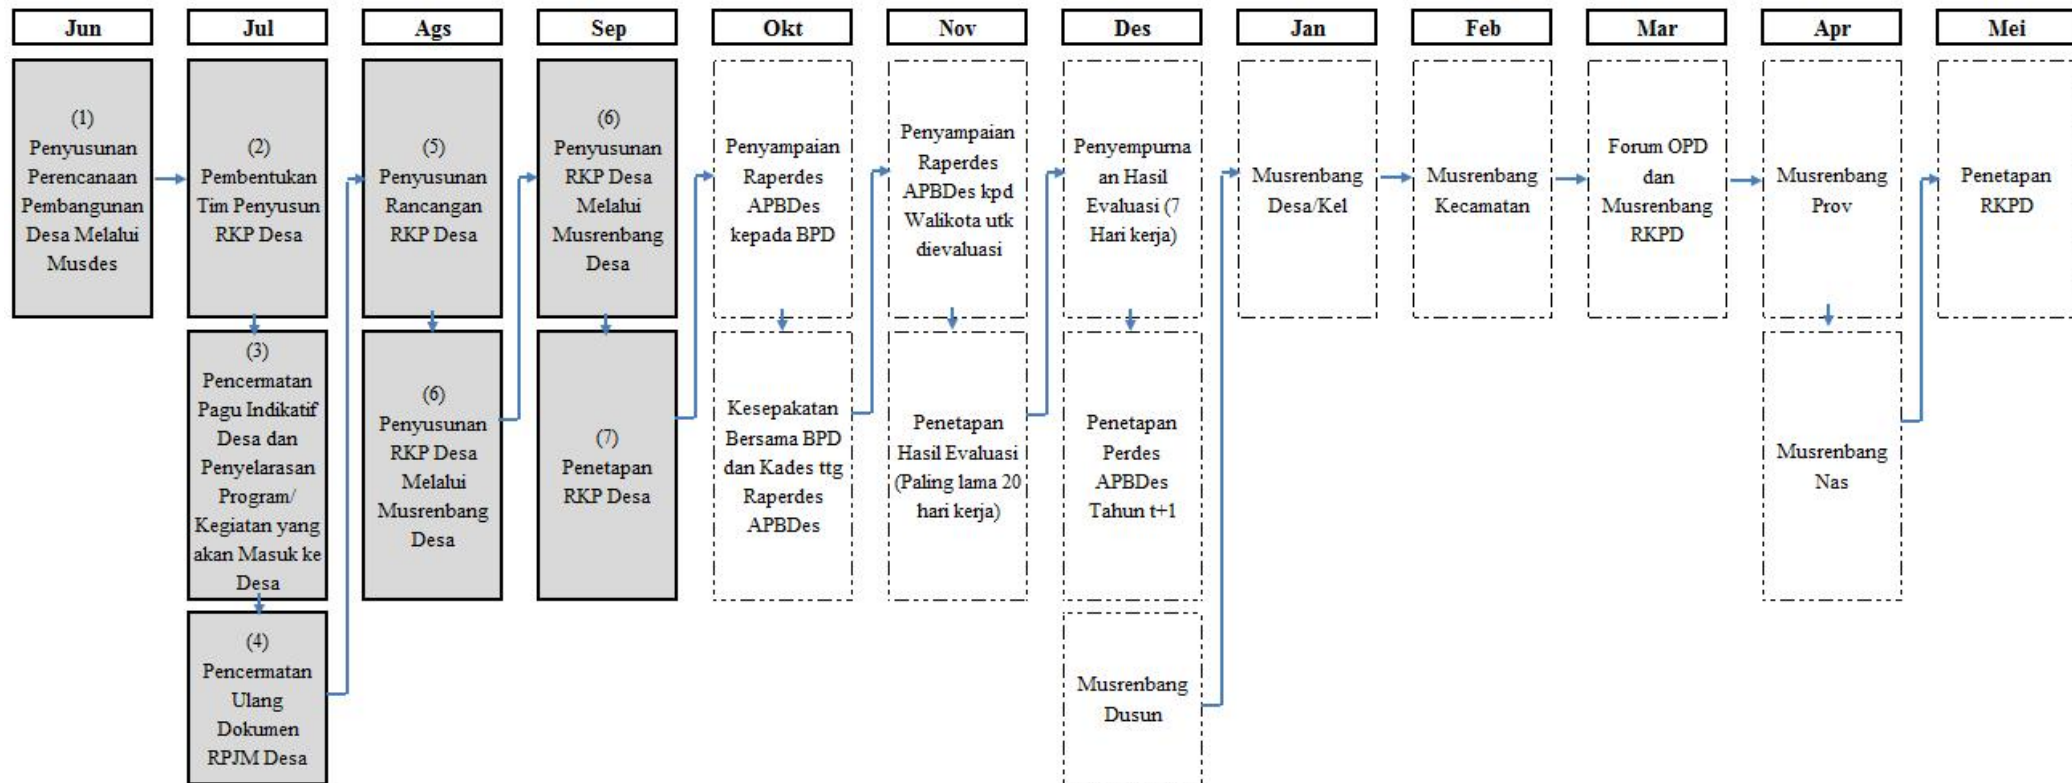 Jun
Jul
Ags
Sep
Okt
Nov
Des
Jan
Feb
Mar
Apr
Mei
(1)
Penyusunan
Perencanaan
Pembangunan
Desa Melalui
Musdes
(2)
Pembentukan
Tim Penyusun
RKP Desa
(3)
Pencermatan
Pagu Indikatif
Desa dan
Penyelarasan
Program/
Kegiatan yang
akan Masuk ke
Desa
(4)
Pencermatan
Ulang
Dokumen
RPJM Desa
(5)
Penyusunan
Rancangan
RKP Desa
(6)
Penyusunan
RKP Desa
Melalui
Musrenbang
Desa
(6)
Penyusunan
RKP Desa
Melalui
Musrenbang
Desa
(7)
Penetapan
RKP Desa
Penyampaian
Raperdes
APBDes
kepada BPD
Kesepakatan
Bersama BPD
dan Kades ttg
Raperdes
APBDes
Penyampaian
Raperdes
APBDes kpd
Walikota utk
dievaluasi
Penetapan
Hasil Evaluasi
(Paling lama 20
hari kerja)
Penyempurna
an Hasil
Evaluasi (7
Hari kerja)
Penetapan
Perdes
APBDes
Tahun t+1
Musrenbang
Dusun
Musrenbang
Desa/Kel
Musrenbang
Kecamatan
Forum OPD
dan
Musrenbang
RKPD
Musrenbang
Prov
Musrenbang
Nas
Penetapan
RKPD